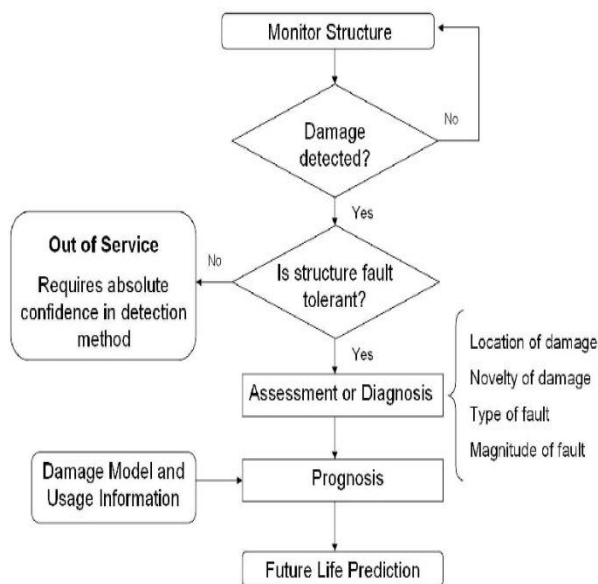 Monitor Structure
No
Damage
detected?
Yes
Out of Service
Requires absolute
confidence in detection
method
No
Is structure fault
tolerant?
Yes
Assessment or Diagnosis
Location of damage
Novelty of damage
Type of fault
Magnitude of fault
Damage Model and
Usage Information
Prognosis
Future Life Prediction